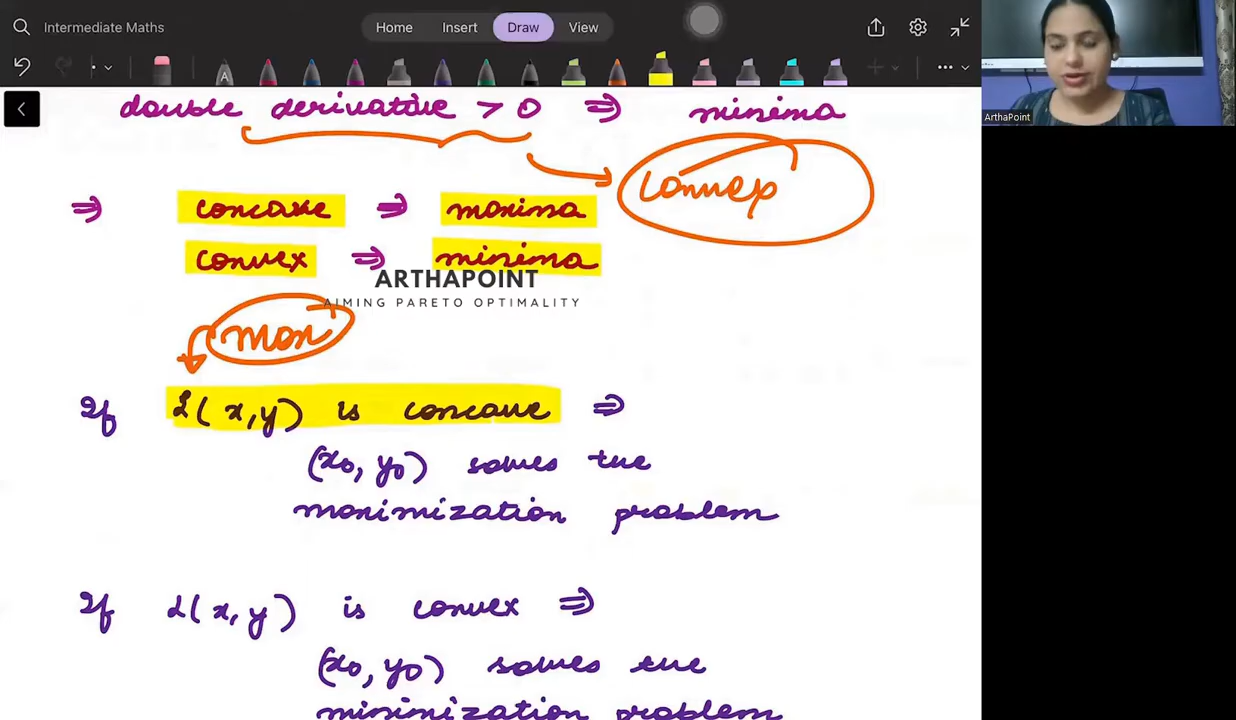 Intermediate Maths
Home Insert Draw View
ArthaPoint
double derivative > 0 ⇒ minima
convex
⇒ concave ⇒ maxima
convex ⇒ minima
ARTHAPOINT
AIMING PARETO OPTIMALITY
max
If L(x,y) is concave ⇒
(x₀, y₀) solves the
maximization problem
If L(x,y) is convex ⇒
(x₀, y₀) solves the
minimization problem